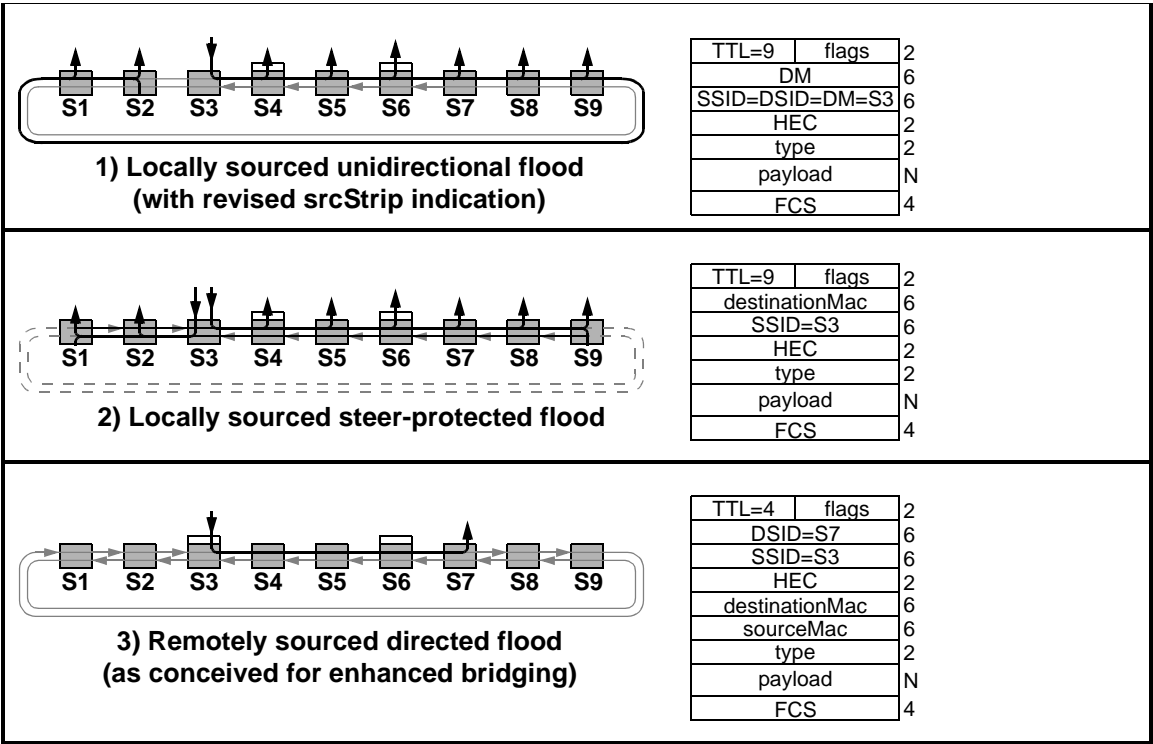 S1 S2 S3 S4 S5 S6 S7 S8 S9
1) Locally sourced unidirectional flood
(with revised srcStrip indication)
TTL=9 flags 2
DM 6
SSID=DSID=DM=S3 6
HEC 2
type 2
payload N
FCS 4
S1 S2 S3 S4 S5 S6 S7 S8 S9
2) Locally sourced steer-protected flood
TTL=9 flags 2
destinationMac 6
SSID=S3 6
HEC 2
type 2
payload N
FCS 4
S1 S2 S3 S4 S5 S6 S7 S8 S9
3) Remotely sourced directed flood
(as conceived for enhanced bridging)
TTL=4 flags 2
DSID=S7 6
SSID=S3 6
HEC 2
destinationMac 6
sourceMac 6
type 2
payload N
FCS 4